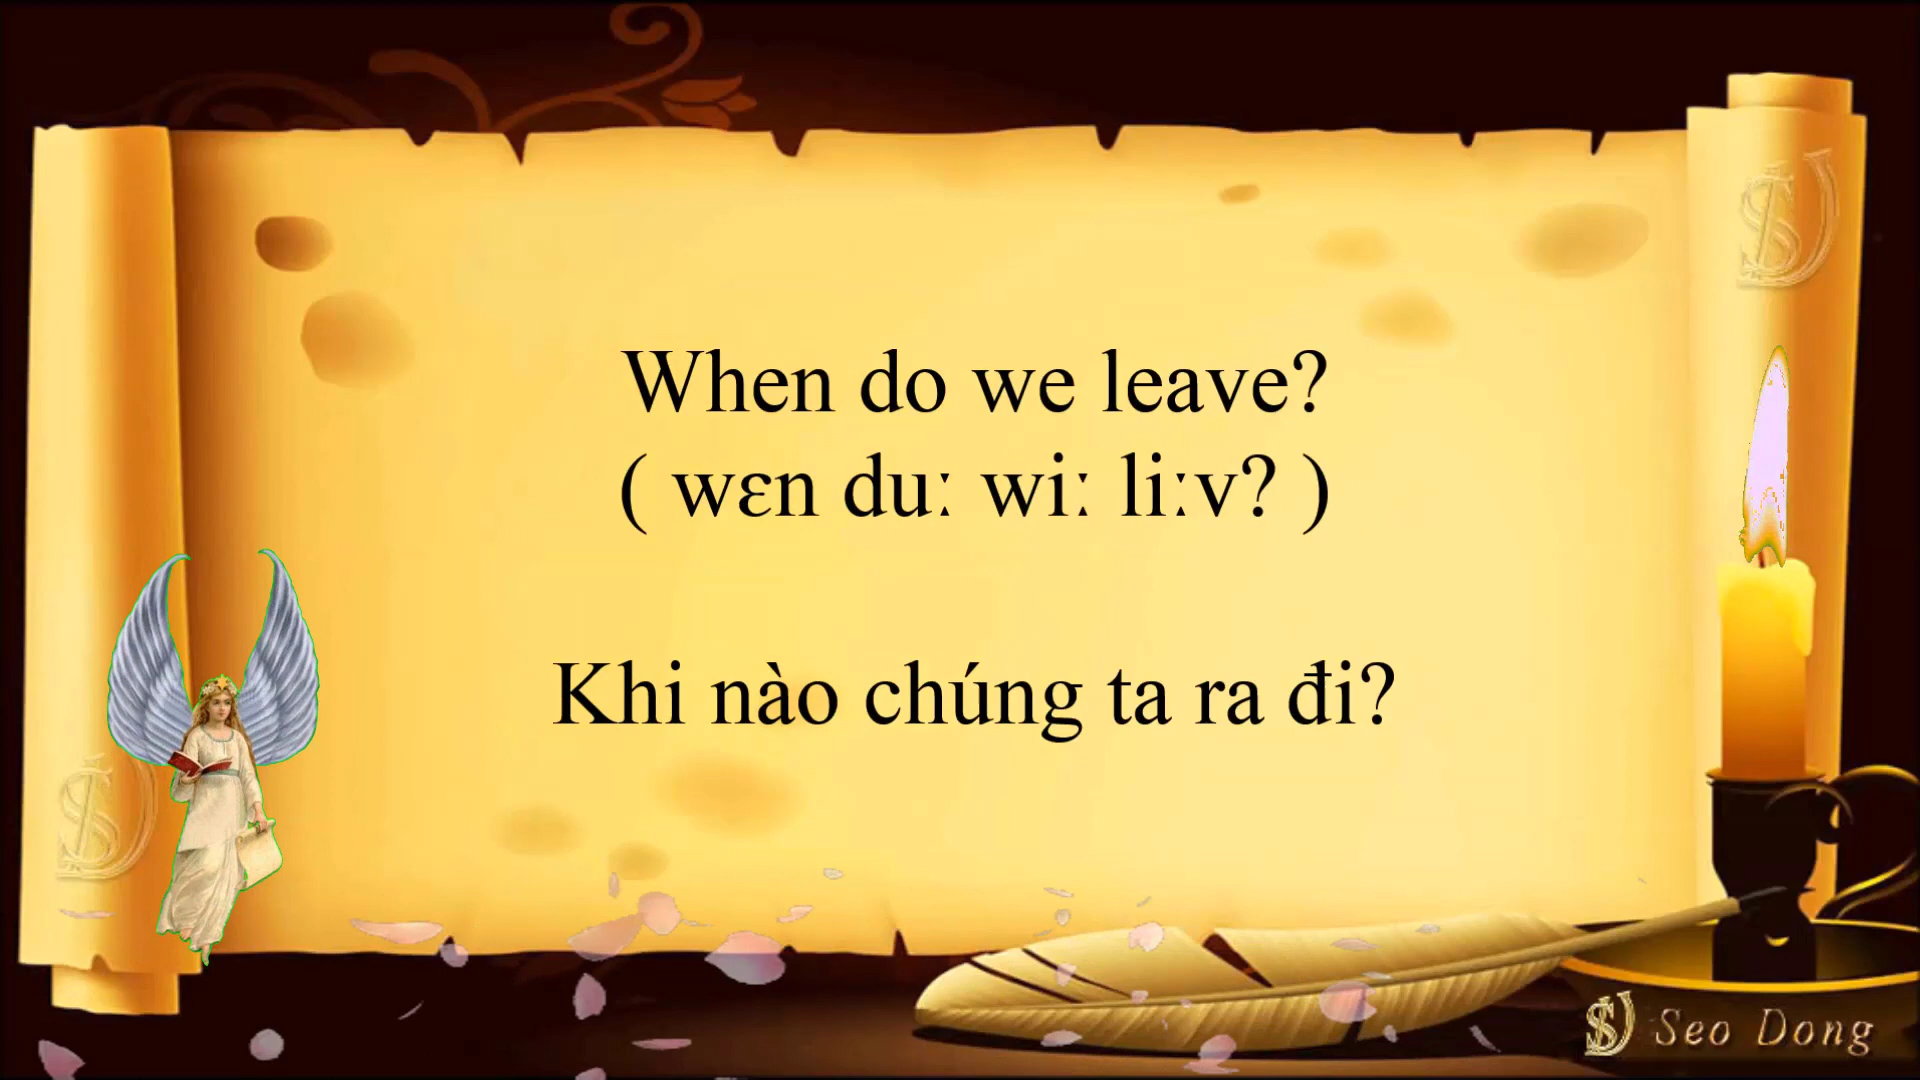 When do we leave?
( wɛn duː wiː liːv? )
Khi nào chúng ta ra đi?
Seo Dong